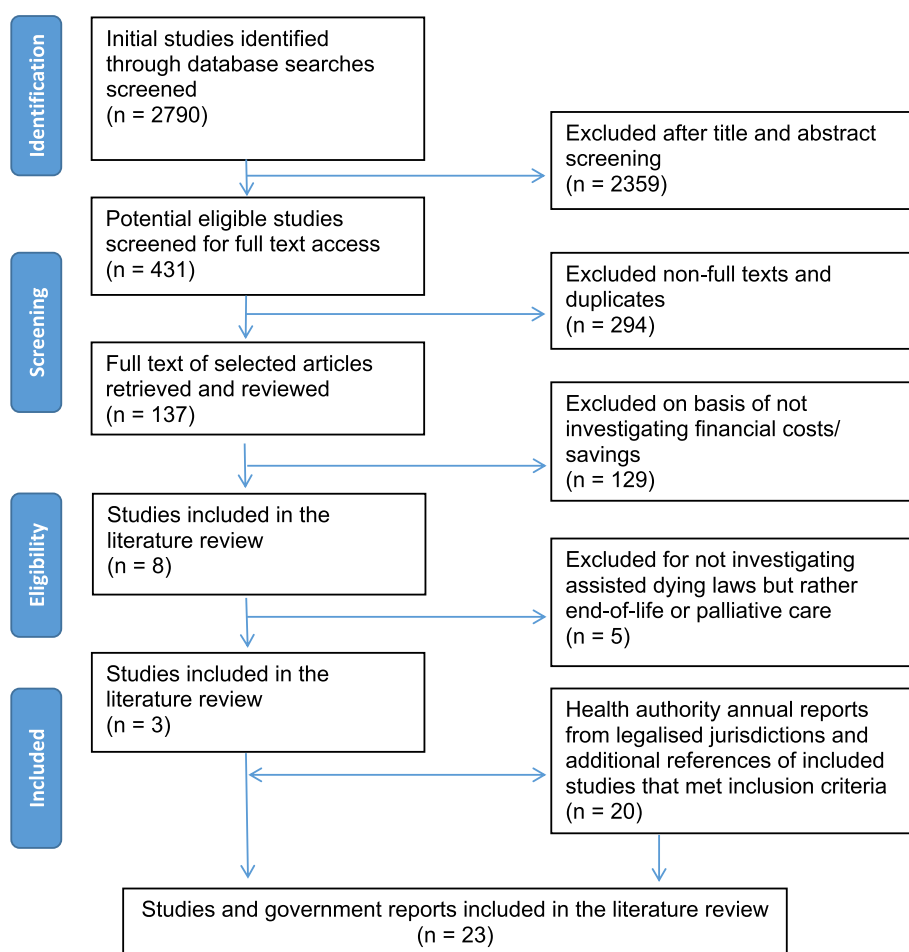 Identification
Initial studies identified
through database searches
screened
(n = 2790)
Excluded after title and abstract
screening
(n = 2359)
Screening
Potential eligible studies
screened for full text access
(n = 431)
Excluded non-full texts and
duplicates
(n = 294)
Full text of selected articles
retrieved and reviewed
(n = 137)
Excluded on basis of not
investigating financial costs/
savings
(n = 129)
Eligibility
Studies included in the
literature review
(n = 8)
Excluded for not investigating
assisted dying laws but rather
end-of-life or palliative care
(n = 5)
Included
Studies included in the
literature review
(n = 3)
Health authority annual reports
from legalised jurisdictions and
additional references of included
studies that met inclusion criteria
(n = 20)
Studies and government reports included in the literature review
(n = 23)